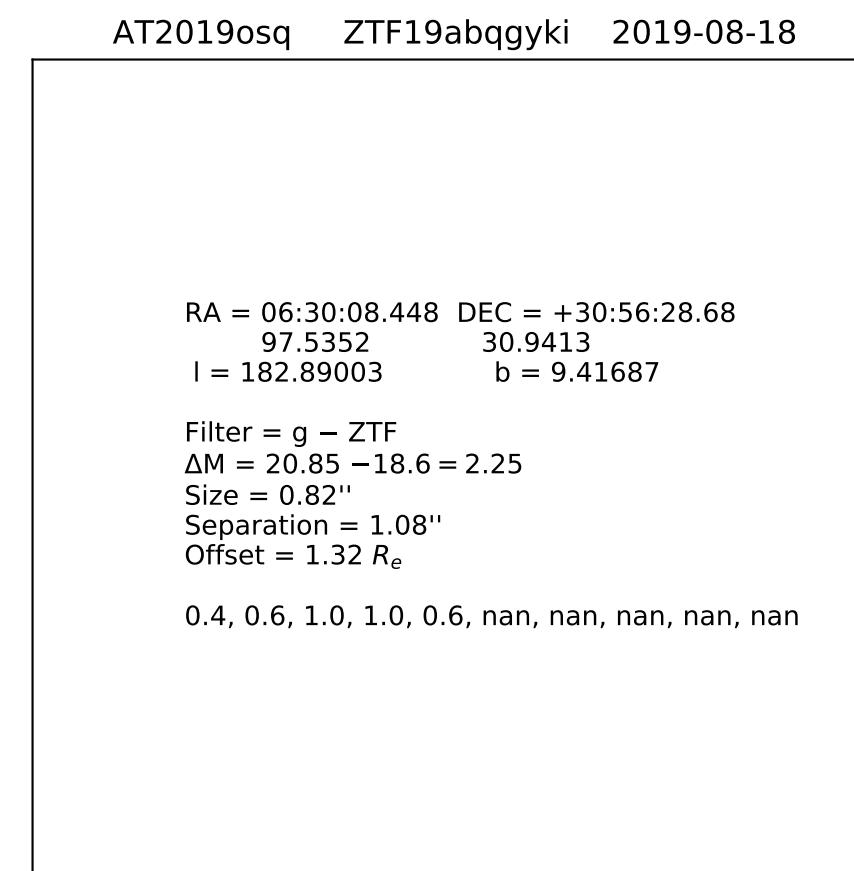 AT2019osq ZTF19abqgyki 2019-08-18
RA = 06:30:08.448 DEC = +30:56:28.68
97.5352 30.9413
l = 182.89003 b = 9.41687
Filter = g − ZTF
ΔM = 20.85 −18.6 = 2.25
Size = 0.82''
Separation = 1.08''
Offset = 1.32 Rₑ
0.4, 0.6, 1.0, 1.0, 0.6, nan, nan, nan, nan, nan